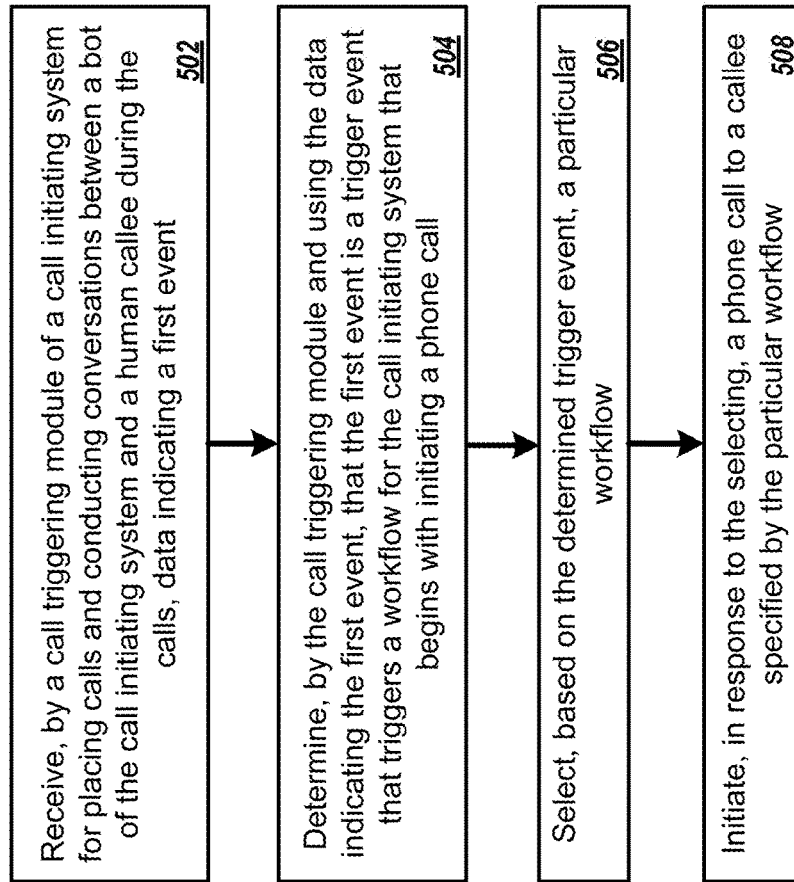 Receive, by a call triggering module of a call initiating system
for placing calls and conducting conversations between a bot
of the call initiating system and a human callee during the
calls, data indicating a first event
502
Determine, by the call triggering module and using the data
indicating the first event, that the first event is a trigger event
that triggers a workflow for the call initiating system that
begins with initiating a phone call
504
Select, based on the determined trigger event, a particular
workflow
506
Initiate, in response to the selecting, a phone call to a callee
specified by the particular workflow
508